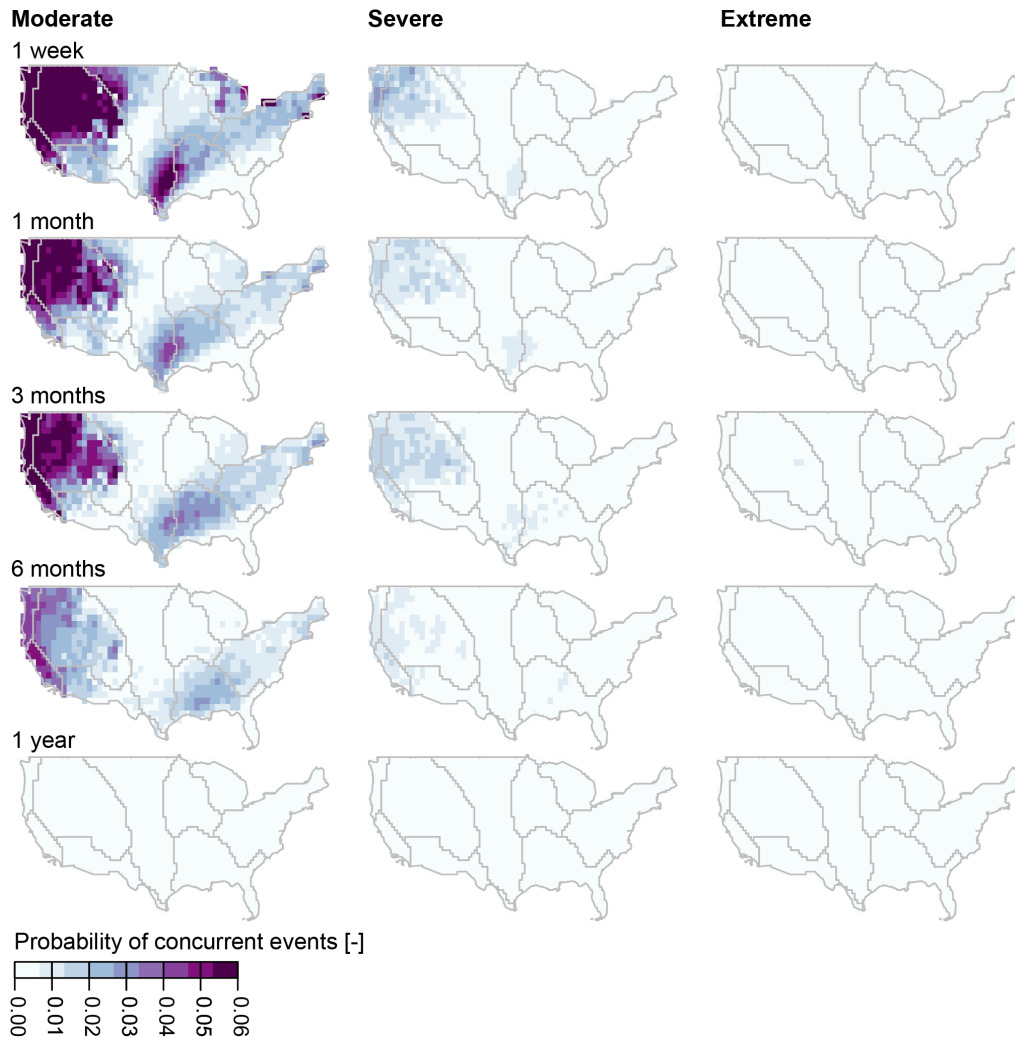 Moderate Severe Extreme
1 week
1 month
3 months
6 months
1 year
Probability of concurrent events [-]
0.00 0.01 0.02 0.03 0.04 0.05 0.06